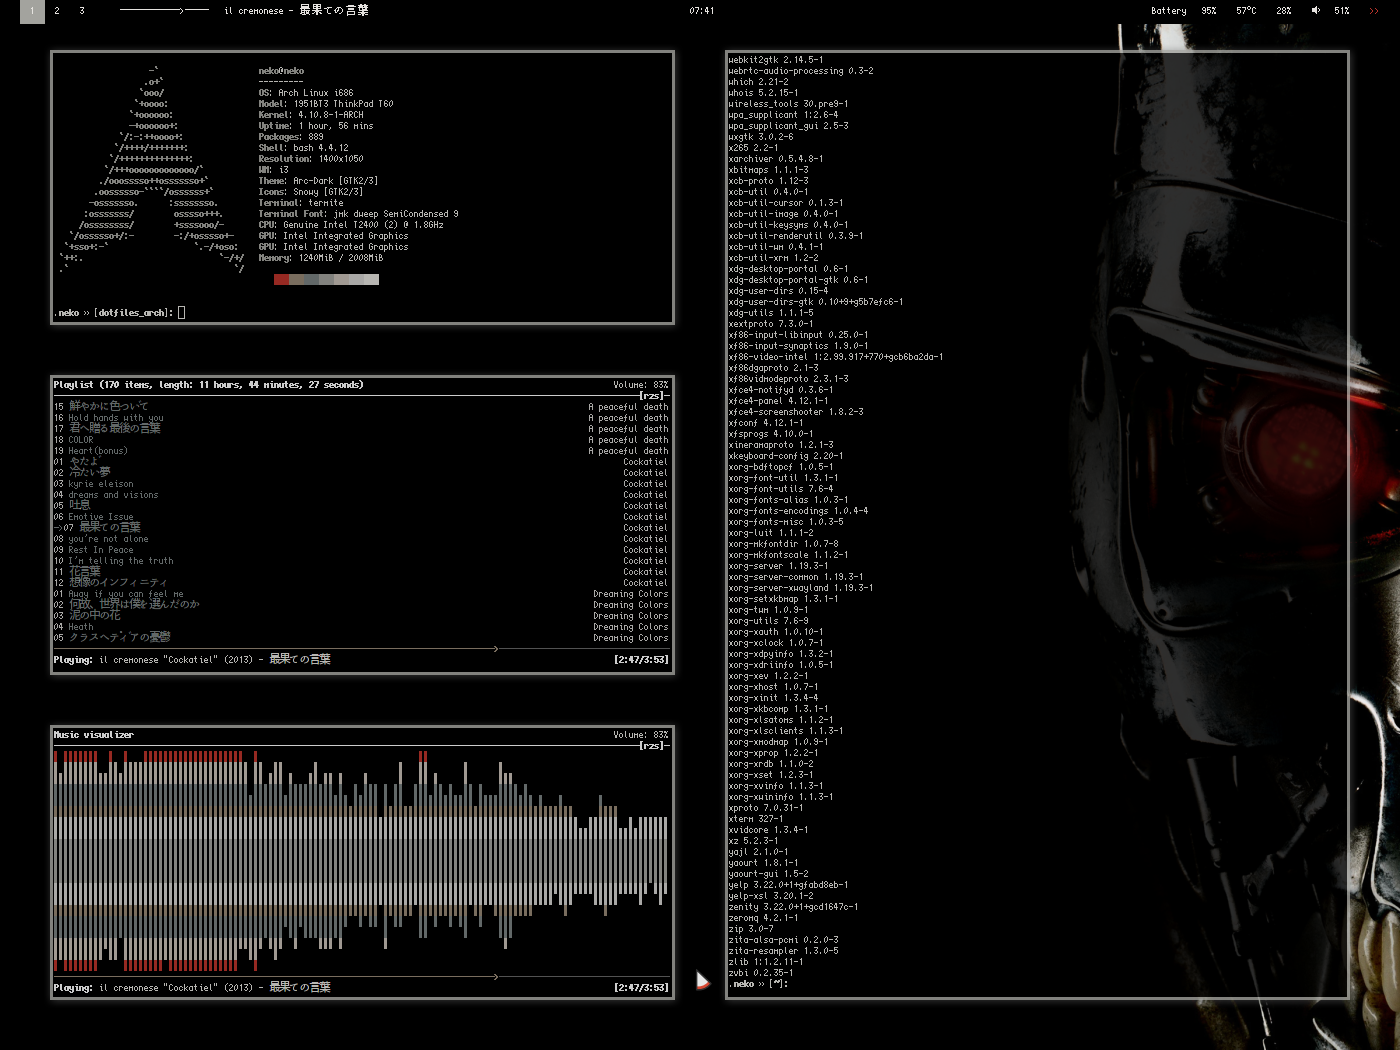 1 2 3 il cremonese - 最果ての言葉 07:41 Battery 95% 57°C 28% 51% >>
neko@neko
---------
OS: Arch Linux i686
Model: 1951BT3 ThinkPad T60
Kernel: 4.10.8-1-ARCH
Uptime: 1 hour, 56 mins
Packages: 889
Shell: bash 4.4.12
Resolution: 1400x1050
WM: i3
Theme: Arc-Dark [GTK2/3]
Icons: Snowy [GTK2/3]
Terminal: termite
Terminal Font: jmk dweep SemiCondensed 9
CPU: Genuine Intel T2400 (2) @ 1.8GHz
GPU: Intel Integrated Graphics
GPU: Intel Integrated Graphics
Memory: 1240MiB / 2008MiB
.neko >> [dotfiles_arch]:
Playlist (170 items, length: 11 hours, 44 minutes, 27 seconds) Volume: 83%
[rzs]
15 鮮やかに色ついて A peaceful death
16 Hold hands with you A peaceful death
17 君へ贈る最後の言葉 A peaceful death
18 COLOR A peaceful death
19 Heart(bonus) A peaceful death
01 やたよ Cockatiel
02 冷たい夢 Cockatiel
03 kyrie eleison Cockatiel
04 dreams and visions Cockatiel
05 吐息 Cockatiel
06 Emotive Issue Cockatiel
->07 最果ての言葉 Cockatiel
08 you're not alone Cockatiel
09 Rest In Peace Cockatiel
10 I'm telling the truth Cockatiel
11 花言葉 Cockatiel
12 想像のインフィニティ Cockatiel
01 Away if you can feel me Dreaming Colors
02 何故、世界は僕を選んだのか Dreaming Colors
03 泥の中の花 Dreaming Colors
04 Heath Dreaming Colors
05 クラスヘティアの憂鬱 Dreaming Colors
Playing: il cremonese "Cockatiel" (2013) - 最果ての言葉 [2:47/3:53]
Music visualizer Volume: 83%
[rzs]
Playing: il cremonese "Cockatiel" (2013) - 最果ての言葉 [2:47/3:53]
webkit2gtk 2.14.5-1
webrtc-audio-processing 0.3-2
which 2.21-2
whois 5.2.15-1
wireless_tools 30.pre9-1
wpa_supplicant 1:2.6-4
wpa_supplicant_gui 2.5-3
wxgtk 3.0.2-6
x265 2.2-1
xarchiver 0.5.4.8-1
xbitmaps 1.1.1-3
xcb-proto 1.12-3
xcb-util 0.4.0-1
xcb-util-cursor 0.1.3-1
xcb-util-image 0.4.0-1
xcb-util-keysyms 0.4.0-1
xcb-util-renderutil 0.3.9-1
xcb-util-wm 0.4.1-1
xcb-util-xrm 1.2-2
xdg-desktop-portal 0.6-1
xdg-desktop-portal-gtk 0.6-1
xdg-user-dirs 0.15-4
xdg-user-dirs-gtk 0.10+9+g5b7efc6-1
xdg-utils 1.1.1-5
xextproto 7.3.0-1
xf86-input-libinput 0.25.0-1
xf86-input-synaptics 1.9.0-1
xf86-video-intel 1:2.99.917+770+gcb6ba2da-1
xf86dgaproto 2.1-3
xf86vidmodeproto 2.3.1-3
xfce4-notifyd 0.3.6-1
xfce4-panel 4.12.1-1
xfce4-screenshooter 1.8.2-3
xfconf 4.12.1-1
xfsprogs 4.10.0-1
xineramaproto 1.2.1-3
xkeyboard-config 2.20-1
xorg-bdftopcf 1.0.5-1
xorg-font-util 1.3.1-1
xorg-font-utils 7.6-4
xorg-fonts-alias 1.0.3-1
xorg-fonts-encodings 1.0.4-4
xorg-fonts-misc 1.0.3-5
xorg-luit 1.1.1-2
xorg-mkfontdir 1.0.7-8
xorg-mkfontscale 1.1.2-1
xorg-server 1.19.3-1
xorg-server-common 1.19.3-1
xorg-server-xwayland 1.19.3-1
xorg-setxkbmap 1.3.1-1
xorg-twm 1.0.9-1
xorg-utils 7.6-9
xorg-xauth 1.0.10-1
xorg-xclock 1.0.7-1
xorg-xdpyinfo 1.3.2-1
xorg-xdriinfo 1.0.5-1
xorg-xev 1.2.2-1
xorg-xhost 1.0.7-1
xorg-xinit 1.3.4-4
xorg-xkbcomp 1.3.1-1
xorg-xlsatoms 1.1.2-1
xorg-xlsclients 1.1.3-1
xorg-xmodmap 1.0.9-1
xorg-xprop 1.2.2-1
xorg-xrdb 1.1.0-2
xorg-xset 1.2.3-1
xorg-xvinfo 1.1.3-1
xorg-xwininfo 1.1.3-1
xproto 7.0.31-1
xterm 327-1
xvidcore 1.3.4-1
xz 5.2.3-1
yajl 2.1.0-1
yaourt 1.8.1-1
yaourt-gui 1.5-2
yelp 3.22.0+1+gfabd8eb-1
yelp-xsl 3.20.1-2
zenity 3.22.0+1+gcd1647c-1
zeromq 4.2.1-1
zip 3.0-7
zita-alsa-pcmi 0.2.0-3
zita-resampler 1.3.0-5
zlib 1:1.2.11-1
zvbi 0.2.35-1
.neko >> [~]: